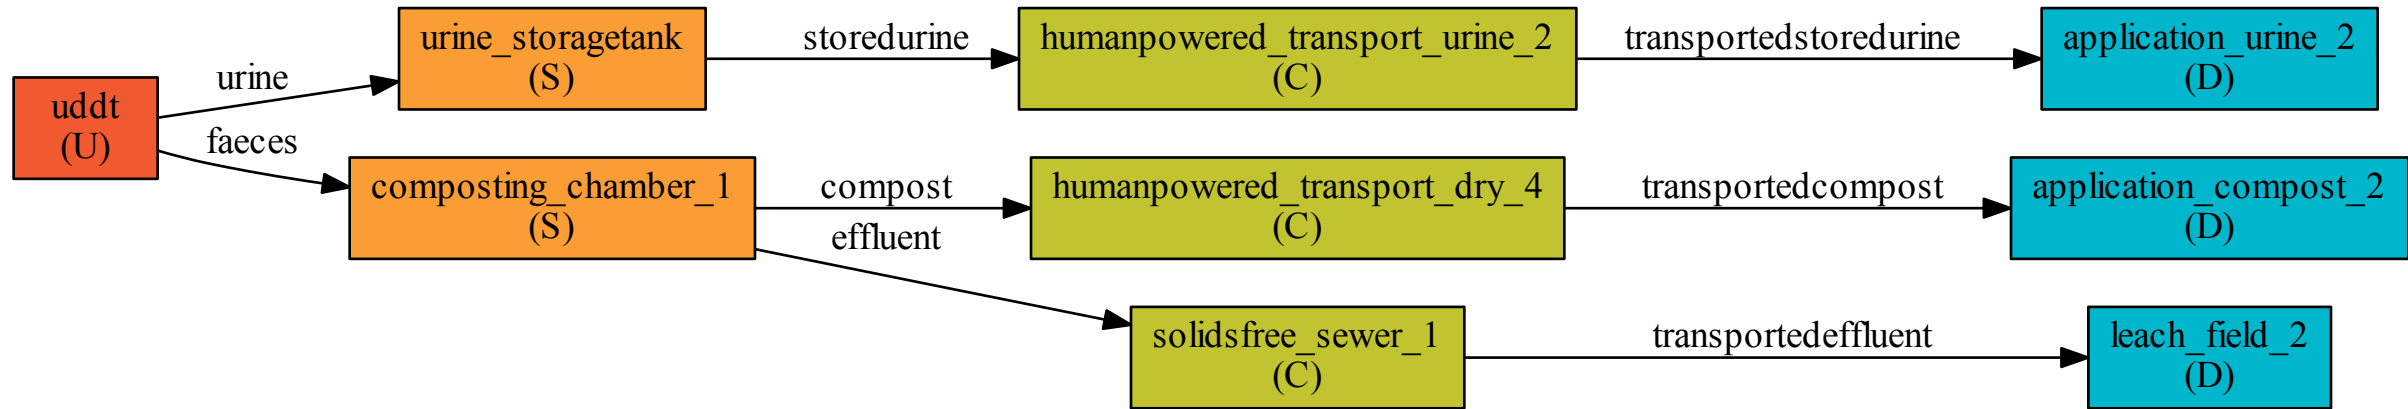 uddt
(U)
urine
faeces
urine_storagetank
(S)
composting_chamber_1
(S)
storedurine
compost
effluent
humanpowered_transport_urine_2
(C)
humanpowered_transport_dry_4
(C)
solidsfree_sewer_1
(C)
transportedstoredurine
transportedcompost
transportedeffluent
application_urine_2
(D)
application_compost_2
(D)
leach_field_2
(D)